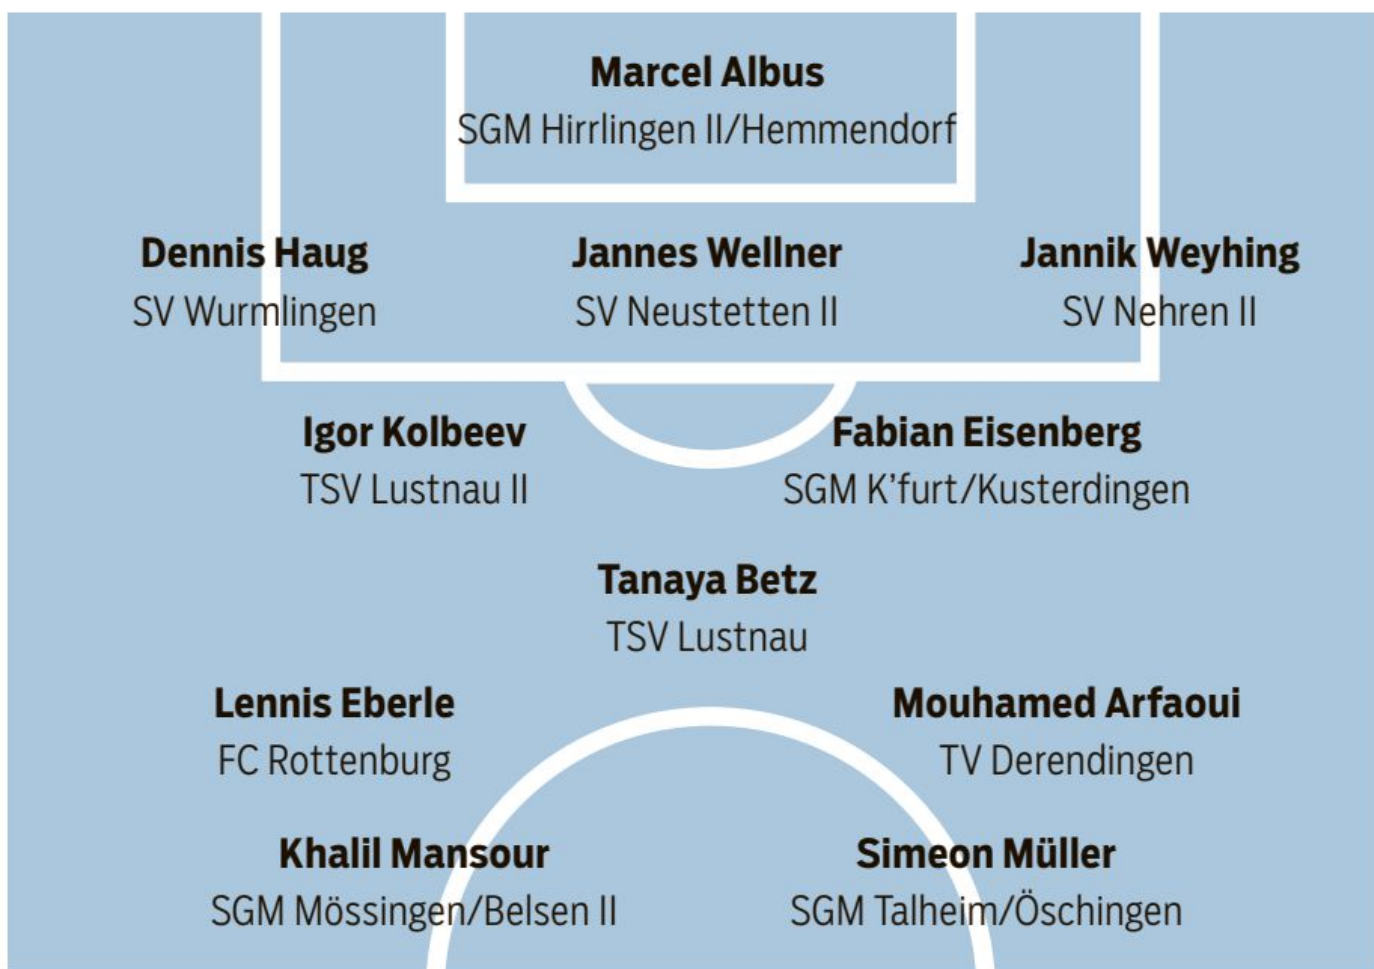 Marcel Albus
SGM Hirrlingen II/Hemmendorf
Dennis Haug
SV Wurmlingen
Jannes Wellner
SV Neustetten II
Jannik Weyhing
SV Nehren II
Igor Kolbeev
TSV Lustnau II
Fabian Eisenberg
SGM K’furt/Kusterdingen
Tanaya Betz
TSV Lustnau
Lennis Eberle
FC Rottenburg
Mouhamed Arfaoui
TV Derendingen
Khalil Mansour
SGM Mössingen/Belsen II
Simeon Müller
SGM Talheim/Öschingen